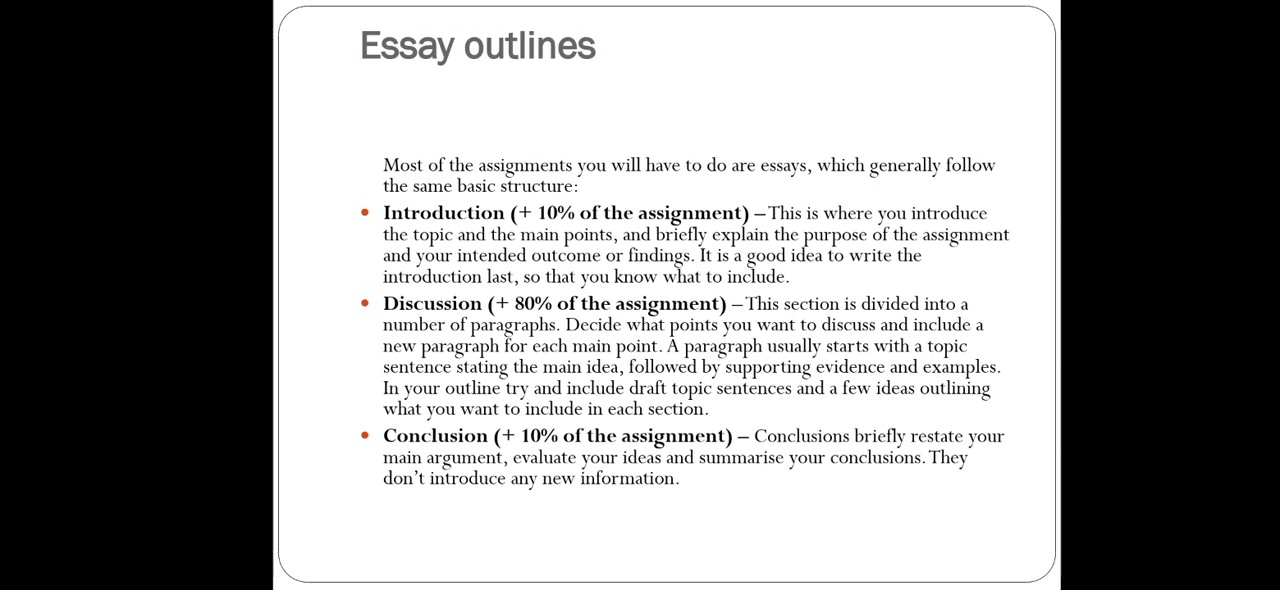 Essay outlines
Most of the assignments you will have to do are essays, which generally follow
the same basic structure:
• Introduction (+ 10% of the assignment) – This is where you introduce
the topic and the main points, and briefly explain the purpose of the assignment
and your intended outcome or findings. It is a good idea to write the
introduction last, so that you know what to include.
• Discussion (+ 80% of the assignment) – This section is divided into a
number of paragraphs. Decide what points you want to discuss and include a
new paragraph for each main point. A paragraph usually starts with a topic
sentence stating the main idea, followed by supporting evidence and examples.
In your outline try and include draft topic sentences and a few ideas outlining
what you want to include in each section.
• Conclusion (+ 10% of the assignment) – Conclusions briefly restate your
main argument, evaluate your ideas and summarise your conclusions. They
don’t introduce any new information.